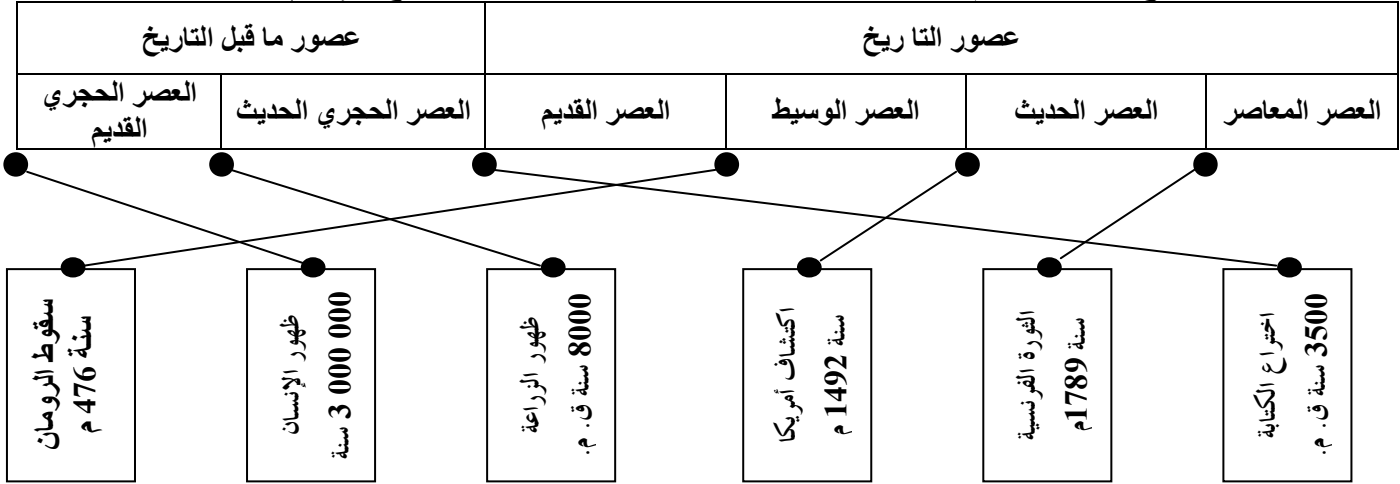 عصور ما قبل التاريخ
عصور التا ريخ
العصر الحجري
القديم
العصر الحجري الحديث
العصر القديم
العصر الوسيط
العصر الحديث
العصر المعاصر
سقوط الرومان
سنة 476 م
ظهور الإنسان
3 000 000 سنة
ظهور الزراعة
8000 سنة ق. م.
اكتشاف أمريكا
سنة 1492 م
الثورة الفرنسية
سنة 1789م
اختراع الكتابة
3500 سنة ق. م.